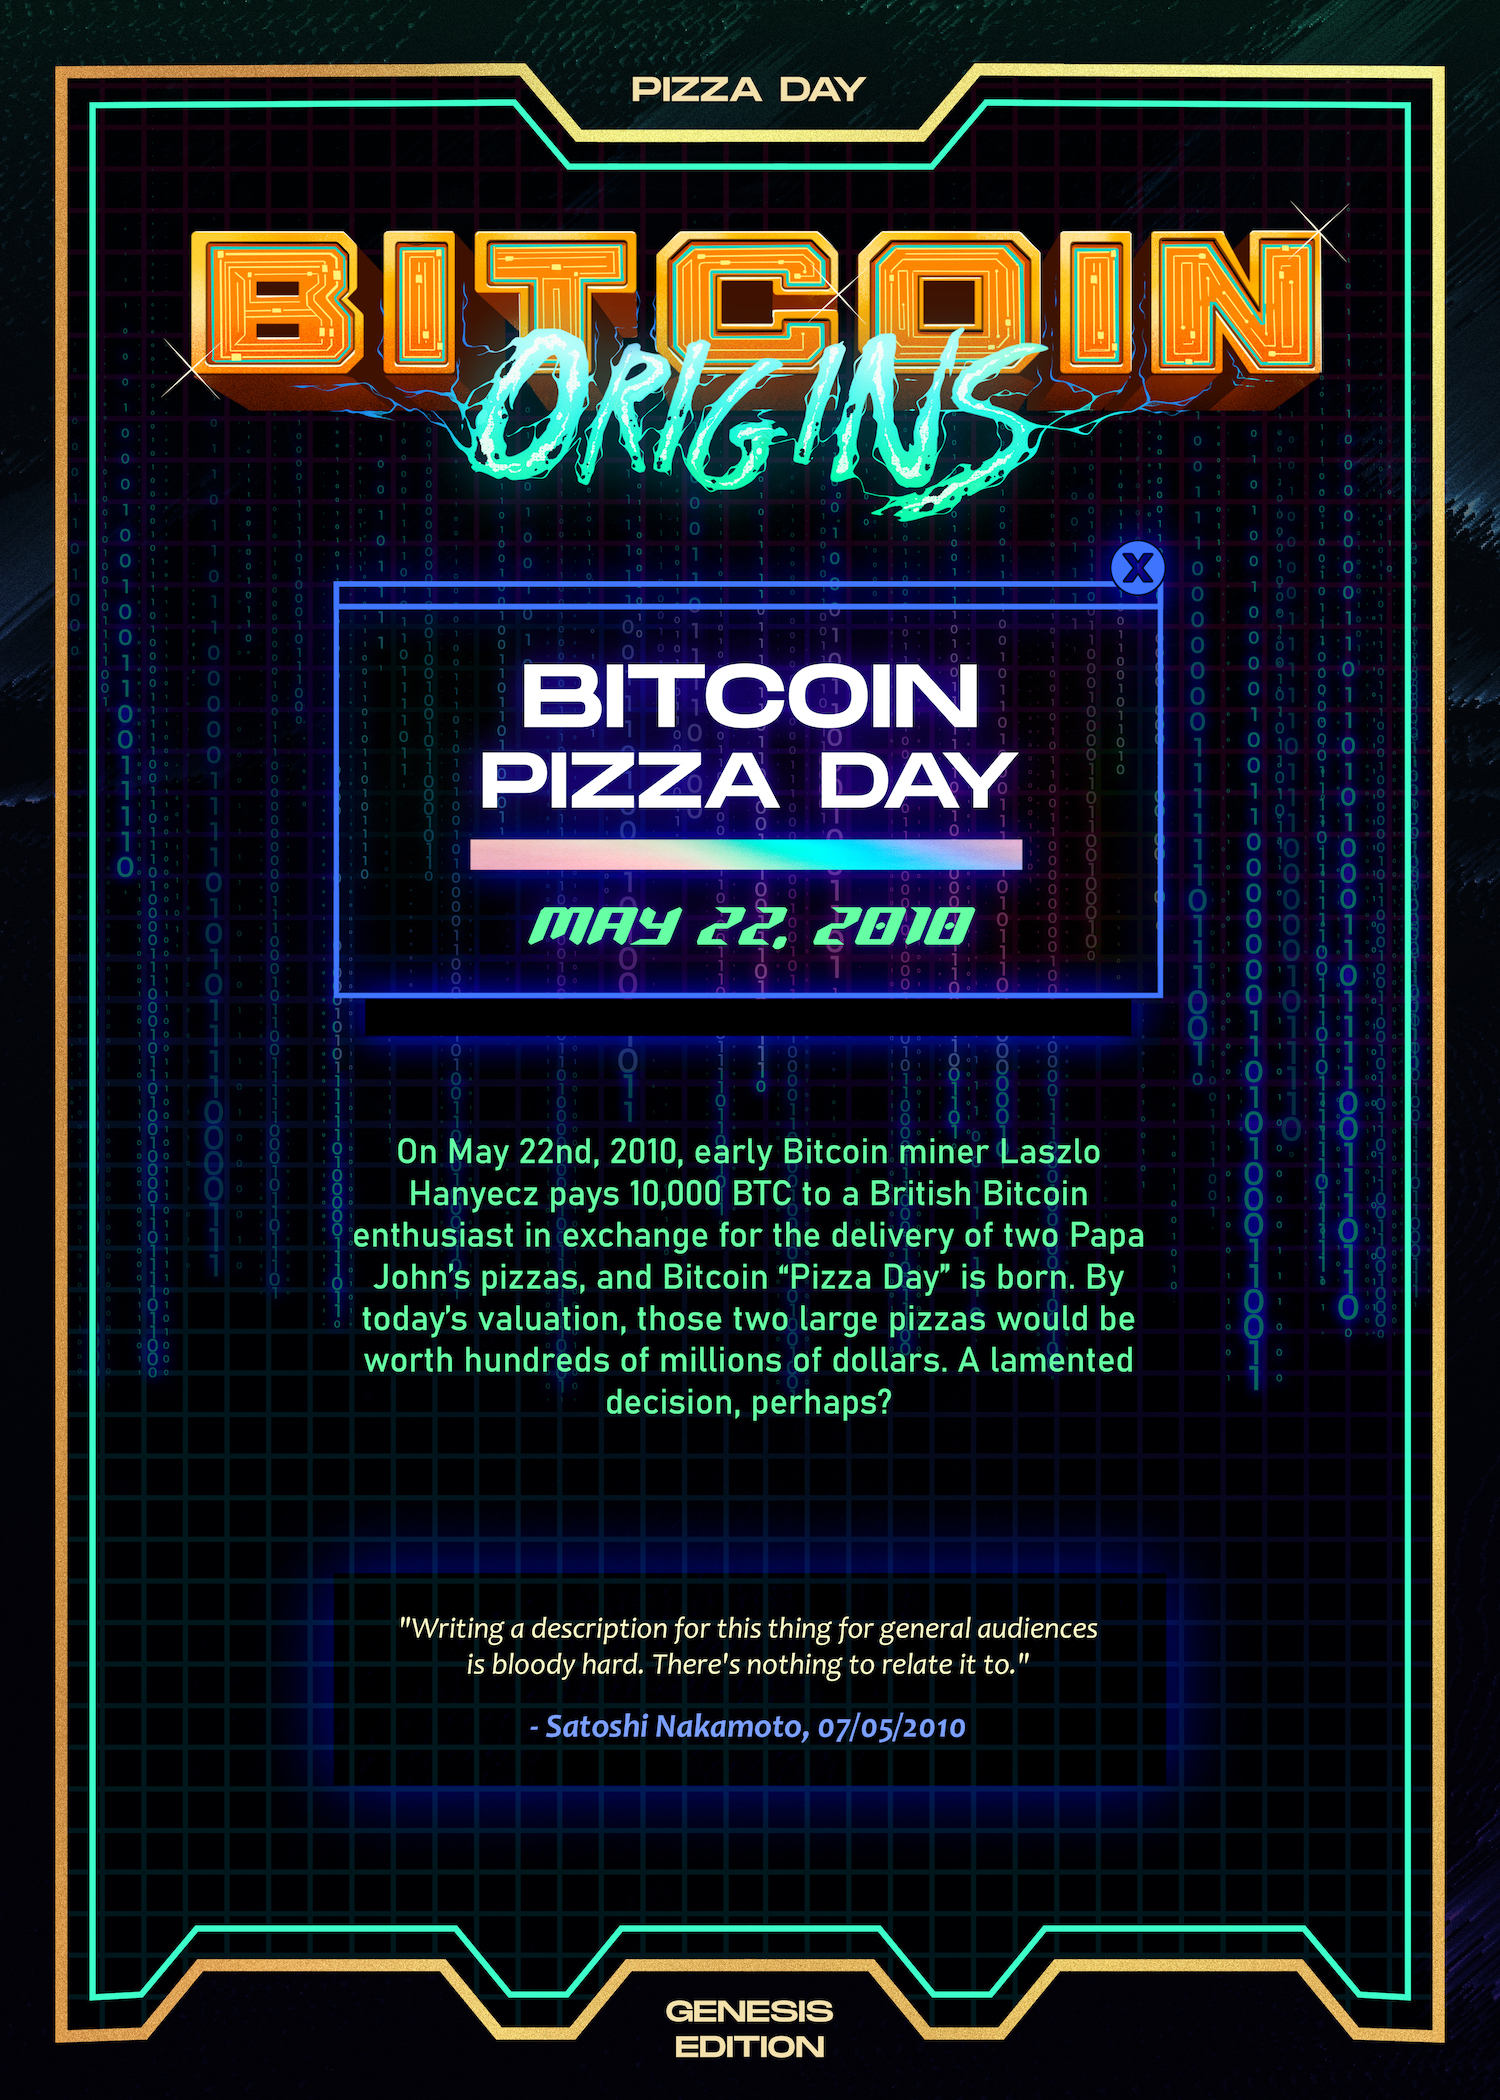 PIZZA DAY
BITCOIN
ORIGINS
X
BITCOIN
PIZZA DAY
MAY 22, 2010
On May 22nd, 2010, early Bitcoin miner Laszlo
Hanyecz pays 10,000 BTC to a British Bitcoin
enthusiast in exchange for the delivery of two Papa
John's pizzas, and Bitcoin “Pizza Day” is born. By
today's valuation, those two large pizzas would be
worth hundreds of millions of dollars. A lamented
decision, perhaps?
"Writing a description for this thing for general audiences
is bloody hard. There's nothing to relate it to."
- Satoshi Nakamoto, 07/05/2010
GENESIS
EDITION